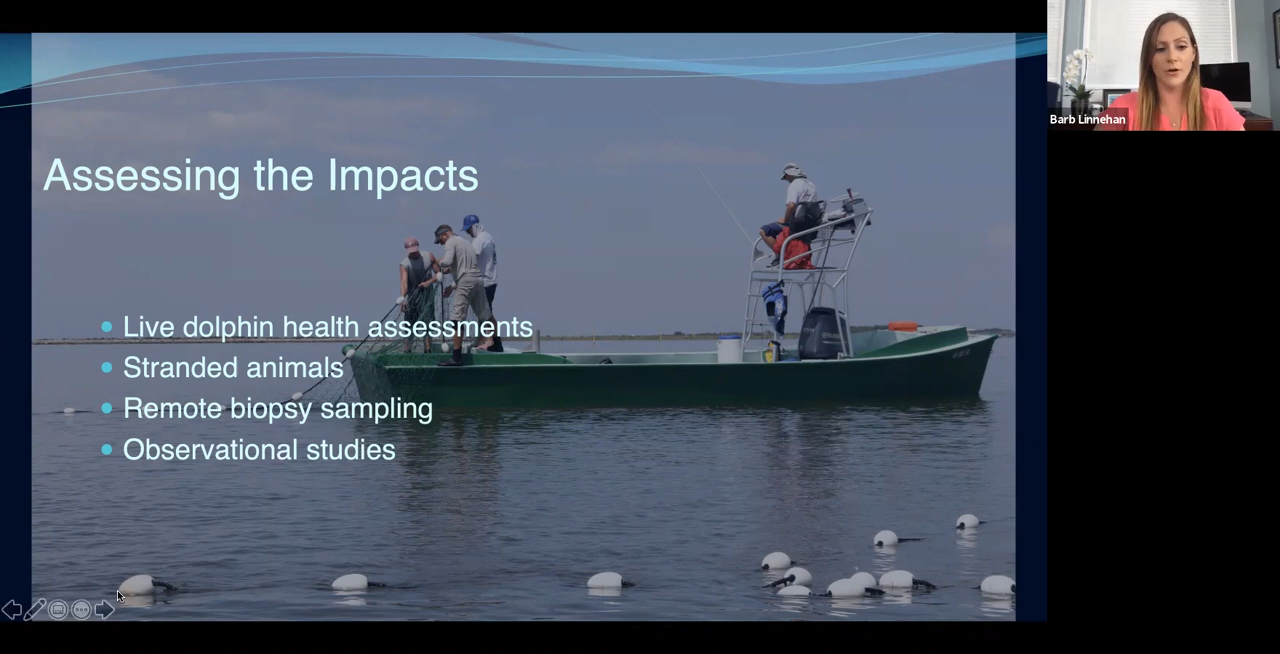 Assessing the Impacts
Live dolphin health assessments
Stranded animals
Remote biopsy sampling
Observational studies
Barb Linnehan